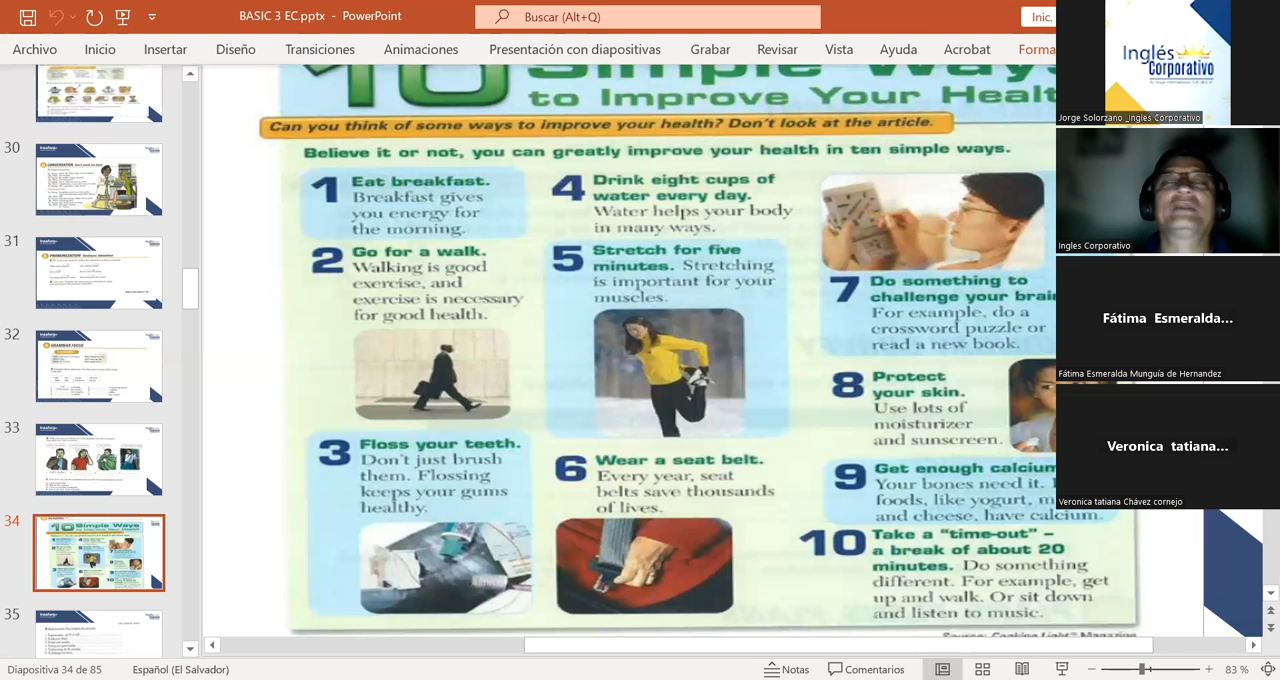 BASIC 3 EC.pptx - PowerPoint
Buscar (Alt+Q)
Inic.
Archivo Inicio Insertar Diseño Transiciones Animaciones Presentación con diapositivas Grabar Revisar Vista Ayuda Acrobat Forma
30
31
32
33
34
35
10 Simple Ways
to Improve Your Healt
Can you think of some ways to improve your health? Don't look at the article.
Believe it or not, you can greatly improve your health in ten simple ways.
1 Eat breakfast.
Breakfast gives
you energy for
the morning.
2 Go for a walk.
Walking is good
exercise, and
exercise is necessary
for good health.
3 Floss your teeth.
Don't just brush
them. Flossing
keeps your gums
healthy.
4 Drink eight cups of
water every day.
Water helps your body
in many ways.
5 Stretch for five
minutes. Stretching
is important for your
muscles.
6 Wear a seat belt.
Every year, seat
belts save thousands
of lives.
7 Do something to
challenge your brain
For example, do a
crossword puzzle or
read a new book.
8 Protect
your skin.
Use lots of
moisturizer
and sunscreen.
9 Get enough calcium
Your bones need it.
foods, like yogurt, m
and cheese, have calcium.
10 Take a "time-out" –
a break of about 20
minutes. Do something
different. For example, get
up and walk. Or sit down
and listen to music.
Source: Cooking Light™ Magazine
Inglés
Corporativo
Jorge Solorzano _Ingles Corporativo
Ingles Corporativo
Fátima Esmeralda...
Fátima Esmeralda Munguía de Hernandez
Veronica tatiana...
Veronica tatiana Chávez cornejo
Diapositiva 34 de 85
Español (El Salvador)
Notas
Comentarios
83 %